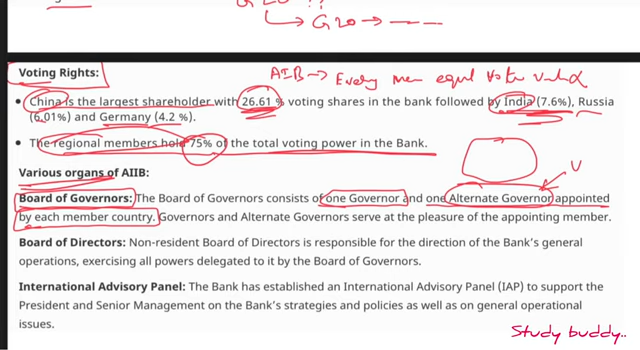 G20 ??
G20 → — — —
Voting Rights:
AIB → Every mem equal vote
• China is the largest shareholder with 26.61 % voting shares in the bank followed by India (7.6%), Russia
(6.01%) and Germany (4.2 %).
• The regional members hold 75% of the total voting power in the Bank.
Various organs of AIIB:
Board of Governors: The Board of Governors consists of one Governor and one Alternate Governor appointed
by each member country. Governors and Alternate Governors serve at the pleasure of the appointing member.
Board of Directors: Non-resident Board of Directors is responsible for the direction of the Bank's general
operations, exercising all powers delegated to it by the Board of Governors.
International Advisory Panel: The Bank has established an International Advisory Panel (IAP) to support the
President and Senior Management on the Bank's strategies and policies as well as on general operational
issues.
Study buddy..